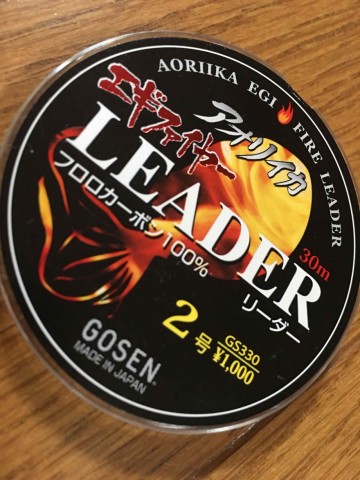 AORIIKA EGI FIRE LEADER
アオリイカ
エギファイヤー
LEADER
30m
フロロカーボン100%
リーダー
2号
GS330
¥1,000
GOSEN
MADE IN JAPAN